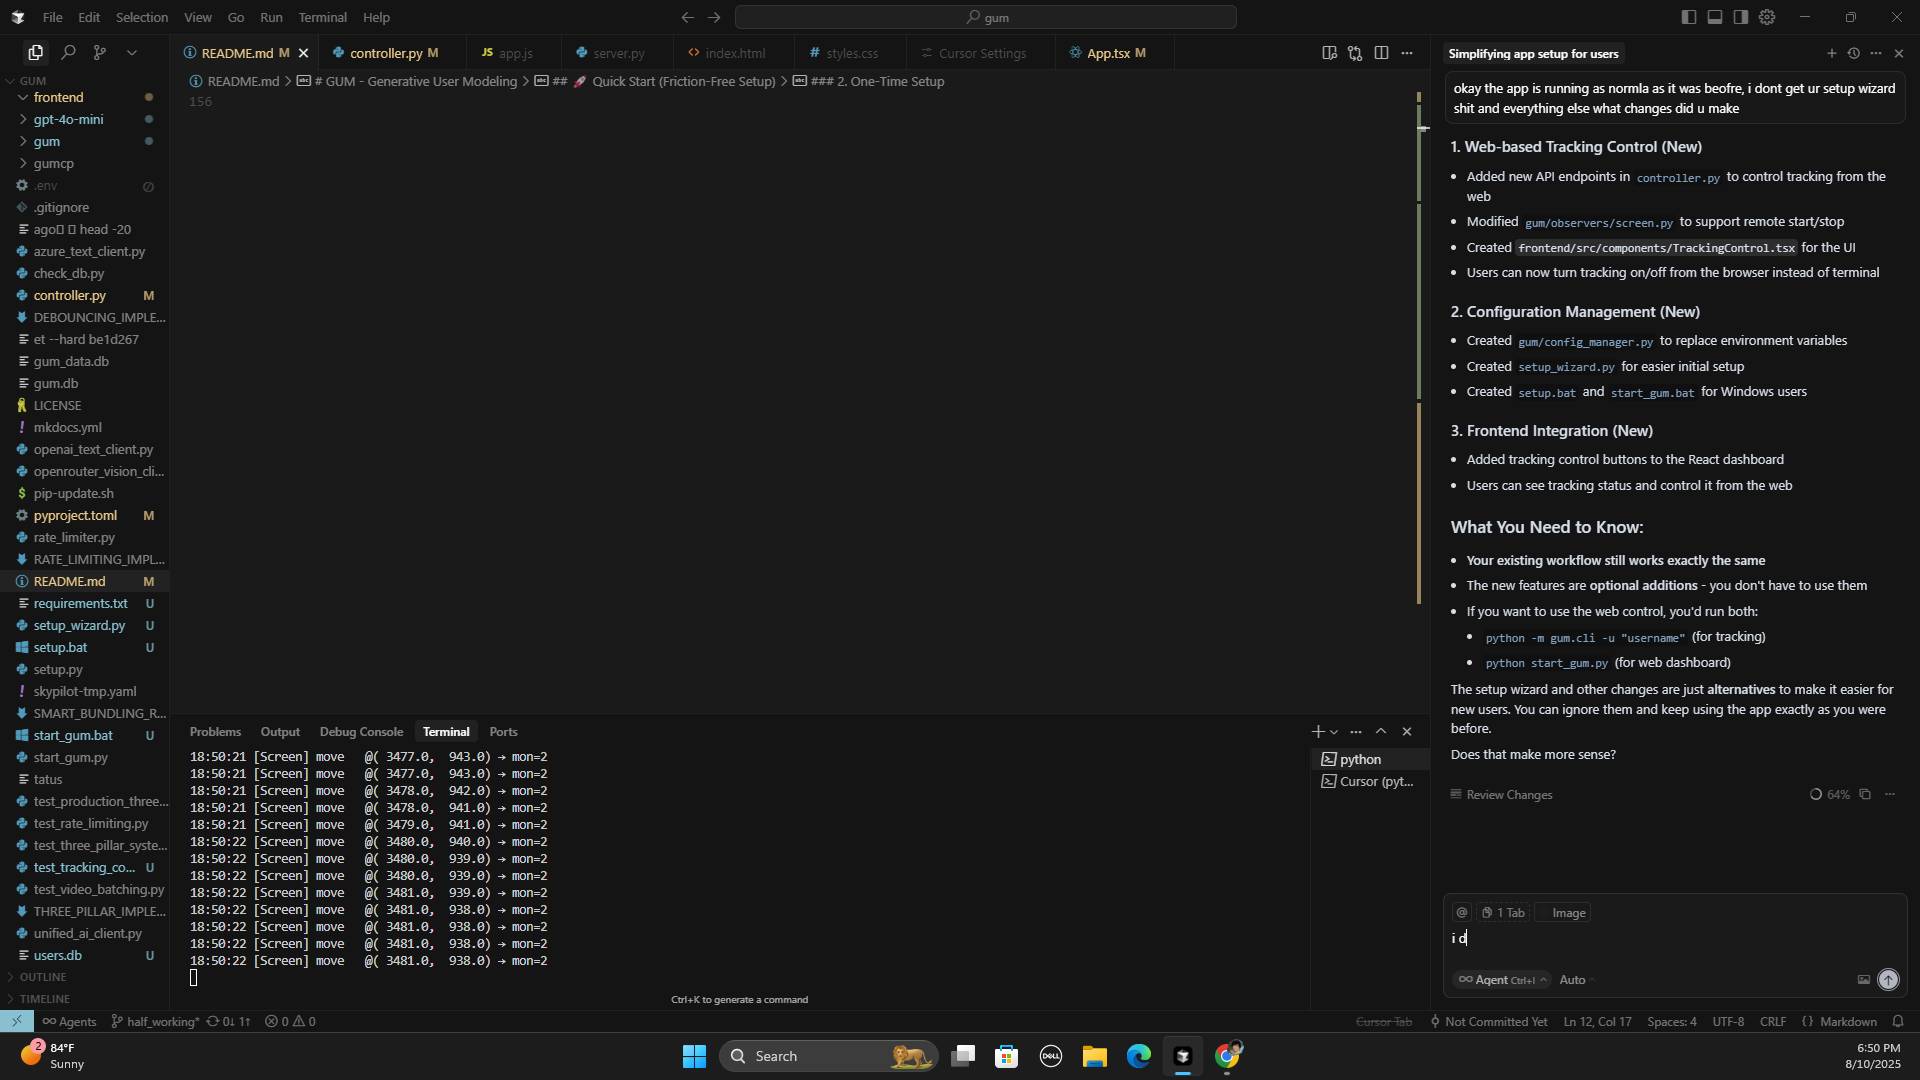 File Edit Selection View Go Run Terminal Help
gum
README.md M
controller.py M
JS app.js
server.py
<> index.html
# styles.css
Cursor Settings
App.tsx M
README.md > # GUM - Generative User Modeling > ## 🚀 Quick Start (Friction-Free Setup) > ### 2. One-Time Setup
156
GUM
frontend
gpt-4o-mini
gum
gumcp
.env
.gitignore
ago head -20
azure_text_client.py
check_db.py
controller.py M
DEBOUNCING_IMPLE...
et --hard be1d267
gum_data.db
gum.db
LICENSE
mkdocs.yml
openai_text_client.py
openrouter_vision_cli...
pip-update.sh
pyproject.toml M
rate_limiter.py
RATE_LIMITING_IMPL...
README.md M
requirements.txt U
setup_wizard.py U
setup.bat U
setup.py
skypilot-tmp.yaml
SMART_BUNDLING_R...
start_gum.bat U
start_gum.py
tatus
test_production_three...
test_rate_limiting.py
test_three_pillar_syste...
test_tracking_co... U
test_video_batching.py
THREE_PILLAR_IMPLE...
unified_ai_client.py
users.db U
OUTLINE
TIMELINE
Problems Output Debug Console Terminal Ports
18:50:21 [Screen] move @( 3477.0, 943.0) → mon=2
18:50:21 [Screen] move @( 3477.0, 943.0) → mon=2
18:50:21 [Screen] move @( 3478.0, 942.0) → mon=2
18:50:21 [Screen] move @( 3478.0, 941.0) → mon=2
18:50:21 [Screen] move @( 3479.0, 941.0) → mon=2
18:50:22 [Screen] move @( 3480.0, 940.0) → mon=2
18:50:22 [Screen] move @( 3480.0, 939.0) → mon=2
18:50:22 [Screen] move @( 3480.0, 939.0) → mon=2
18:50:22 [Screen] move @( 3481.0, 939.0) → mon=2
18:50:22 [Screen] move @( 3481.0, 938.0) → mon=2
18:50:22 [Screen] move @( 3481.0, 938.0) → mon=2
18:50:22 [Screen] move @( 3481.0, 938.0) → mon=2
18:50:22 [Screen] move @( 3481.0, 938.0) → mon=2
Ctrl+K to generate a command
python
Cursor (pyt...
Simplifying app setup for users
okay the app is running as normla as it was beofre, i dont get ur setup wizard
shit and everything else what changes did u make
1. Web-based Tracking Control (New)
• Added new API endpoints in controller.py to control tracking from the
web
• Modified gum/observers/screen.py to support remote start/stop
• Created frontend/src/components/TrackingControl.tsx for the UI
• Users can now turn tracking on/off from the browser instead of terminal
2. Configuration Management (New)
• Created gum/config_manager.py to replace environment variables
• Created setup_wizard.py for easier initial setup
• Created setup.bat and start_gum.bat for Windows users
3. Frontend Integration (New)
• Added tracking control buttons to the React dashboard
• Users can see tracking status and control it from the web
What You Need to Know:
• Your existing workflow still works exactly the same
• The new features are optional additions - you don't have to use them
• If you want to use the web control, you'd run both:
• python -m gum.cli -u "username" (for tracking)
• python start_gum.py (for web dashboard)
The setup wizard and other changes are just alternatives to make it easier for
new users. You can ignore them and keep using the app exactly as you were
before.
Does that make more sense?
Review Changes 64%
@ 1 Tab Image
i d
Agent Ctrl+I Auto
Agents half_working* 0↓ 1↑ 0 0
Cursor Tab Not Committed Yet Ln 12, Col 17 Spaces: 4 UTF-8 CRLF {} Markdown
2
84°F
Sunny
Search
DELL
6:50 PM
8/10/2025